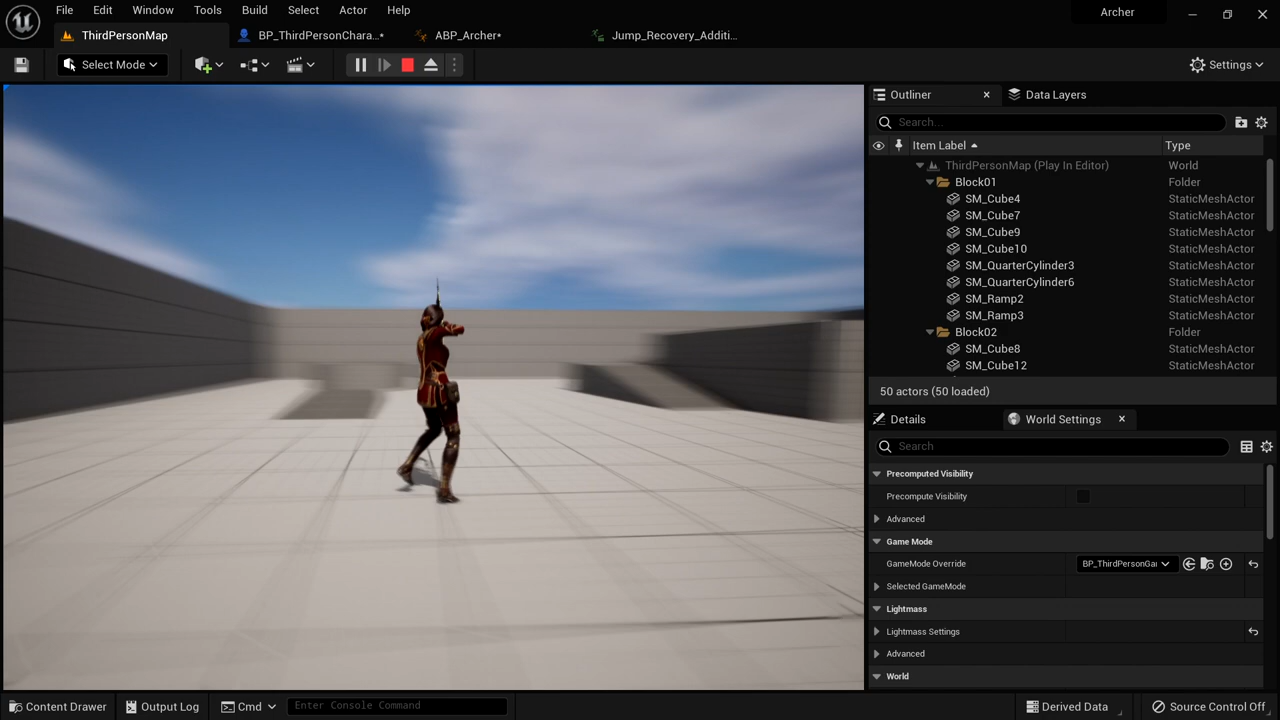 File Edit Window Tools Build Select Actor Help
Archer
ThirdPersonMap
BP_ThirdPersonChara...*
ABP_Archer*
Jump_Recovery_Additi...
Select Mode
Settings
Outliner
Data Layers
Search...
Item Label
Type
ThirdPersonMap (Play In Editor) World
Block01 Folder
SM_Cube4 StaticMeshActor
SM_Cube7 StaticMeshActor
SM_Cube9 StaticMeshActor
SM_Cube10 StaticMeshActor
SM_QuarterCylinder3 StaticMeshActor
SM_QuarterCylinder6 StaticMeshActor
SM_Ramp2 StaticMeshActor
SM_Ramp3 StaticMeshActor
Block02 Folder
SM_Cube8 StaticMeshActor
SM_Cube12 StaticMeshActor
50 actors (50 loaded)
Details
World Settings
Search
Precomputed Visibility
Precompute Visibility
Advanced
Game Mode
GameMode Override BP_ThirdPersonGa
Selected GameMode
Lightmass
Lightmass Settings
Advanced
World
Content Drawer
Output Log
Cmd
Enter Console Command
Derived Data
Source Control Off